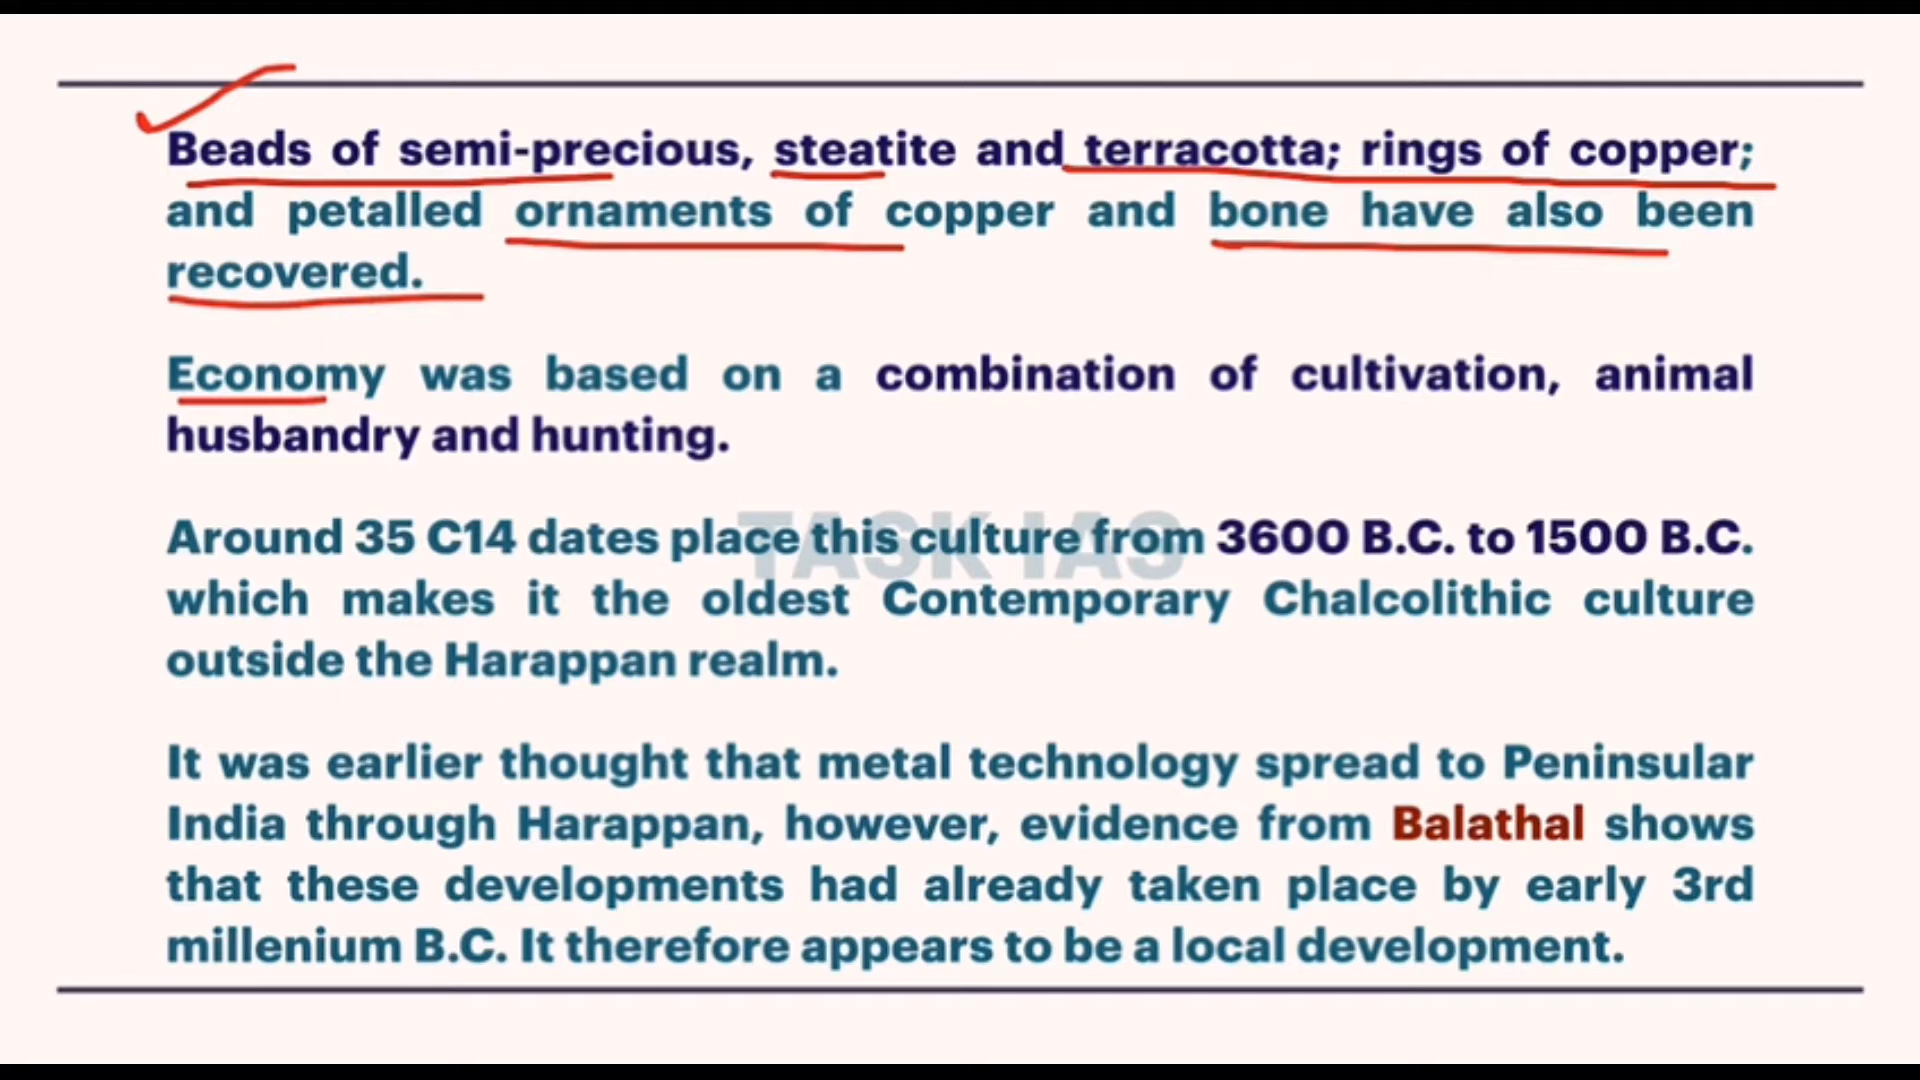 Beads of semi-precious, steatite and terracotta; rings of copper;
and petalled ornaments of copper and bone have also been
recovered.
Economy was based on a combination of cultivation, animal
husbandry and hunting.
Around 35 C14 dates place this culture from 3600 B.C. to 1500 B.C.
TASK IAS
which makes it the oldest Contemporary Chalcolithic culture
outside the Harappan realm.
It was earlier thought that metal technology spread to Peninsular
India through Harappan, however, evidence from Balathal shows
that these developments had already taken place by early 3rd
millenium B.C. It therefore appears to be a local development.